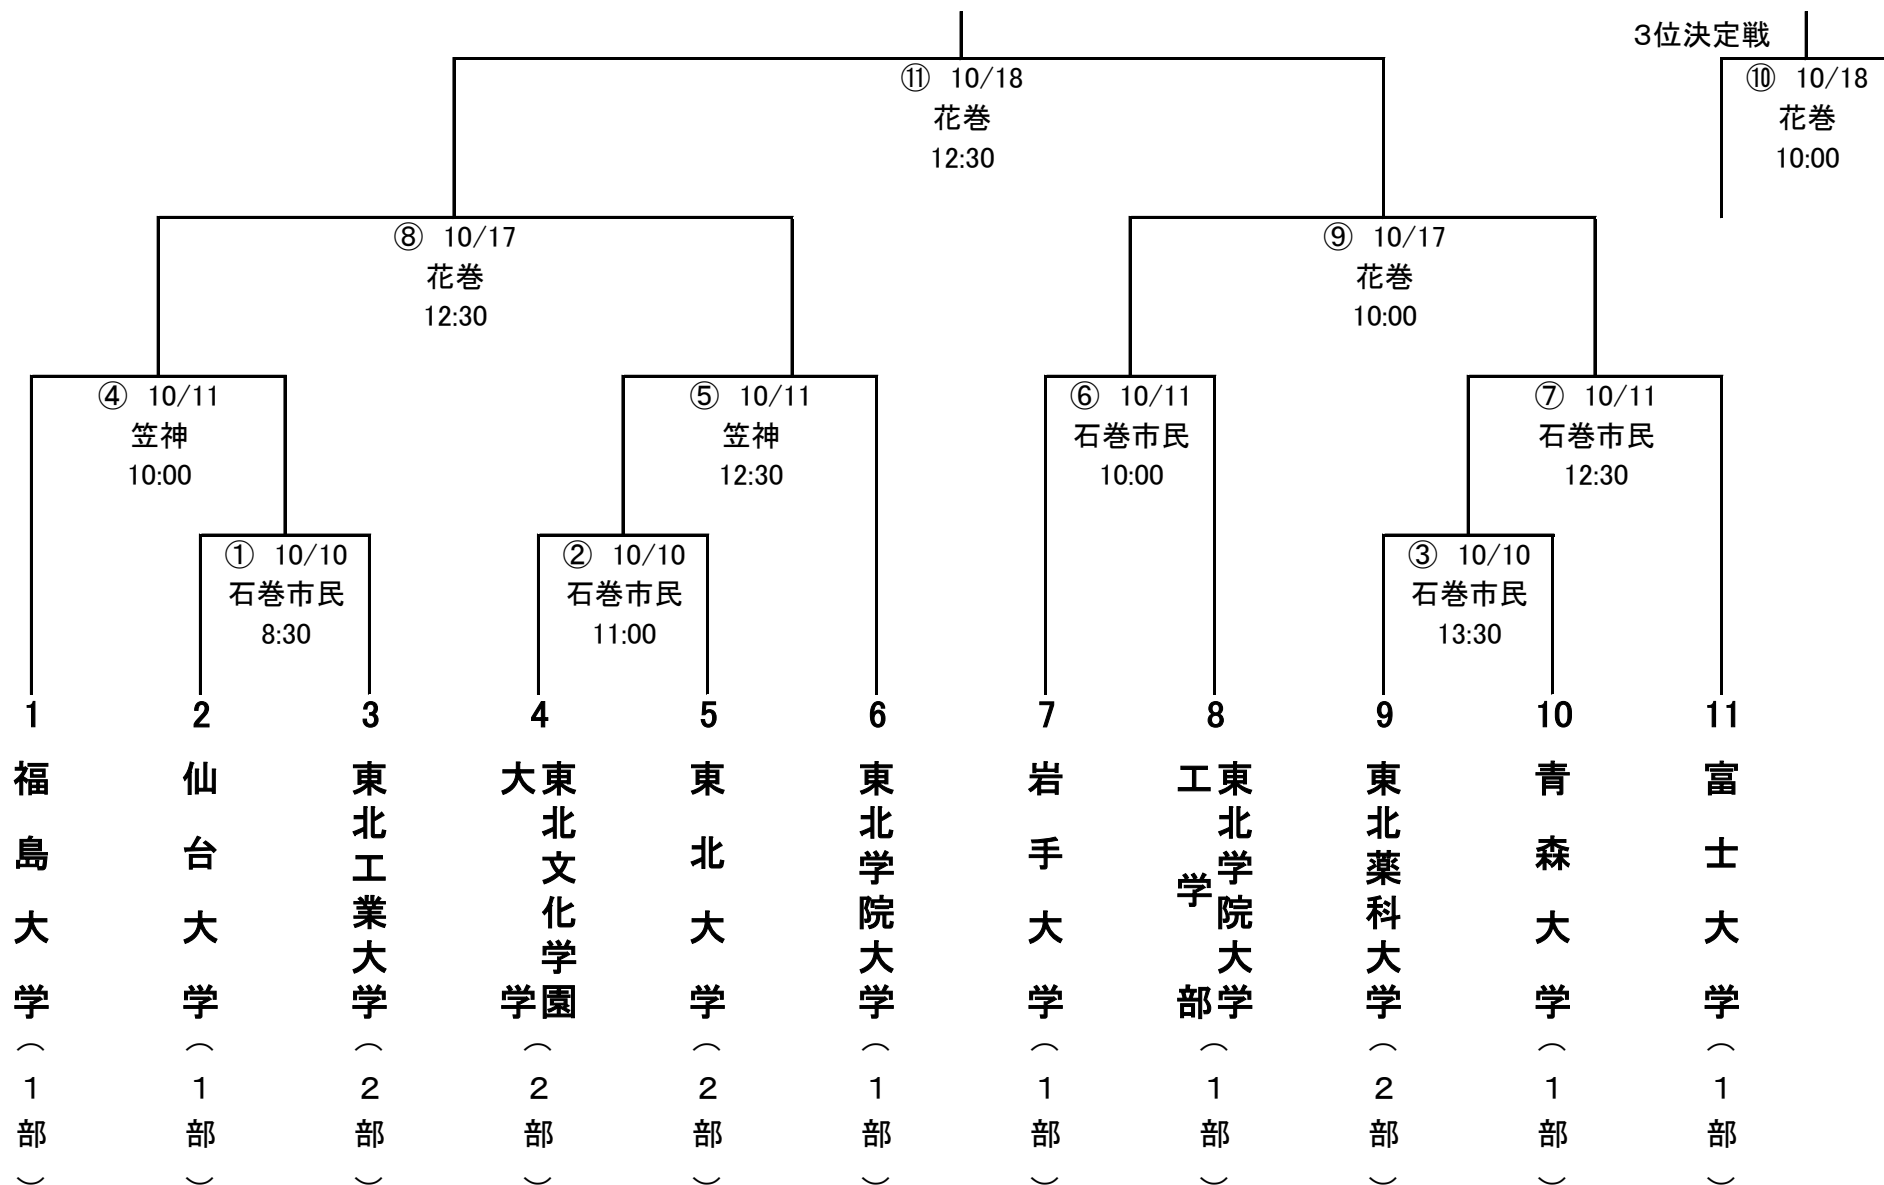 3位決定戦
⑪ 10/18
花巻
12:30
⑩ 10/18
花巻
10:00
⑧ 10/17
花巻
12:30
⑨ 10/17
花巻
10:00
④ 10/11
笠神
10:00
⑤ 10/11
笠神
12:30
⑥ 10/11
石巻市民
10:00
⑦ 10/11
石巻市民
12:30
① 10/10
石巻市民
8:30
② 10/10
石巻市民
11:00
③ 10/10
石巻市民
13:30
1
福島大学(1部)
2
仙台大学(1部)
3
東北工業大学(2部)
4
東北文化学園
大学
(2部)
5
東北大学(2部)
6
東北学院大学(1部)
7
岩手大学(1部)
8
東北学院大学
工学部
(1部)
9
東北薬科大学(2部)
10
青森大学(1部)
11
富士大学(1部)